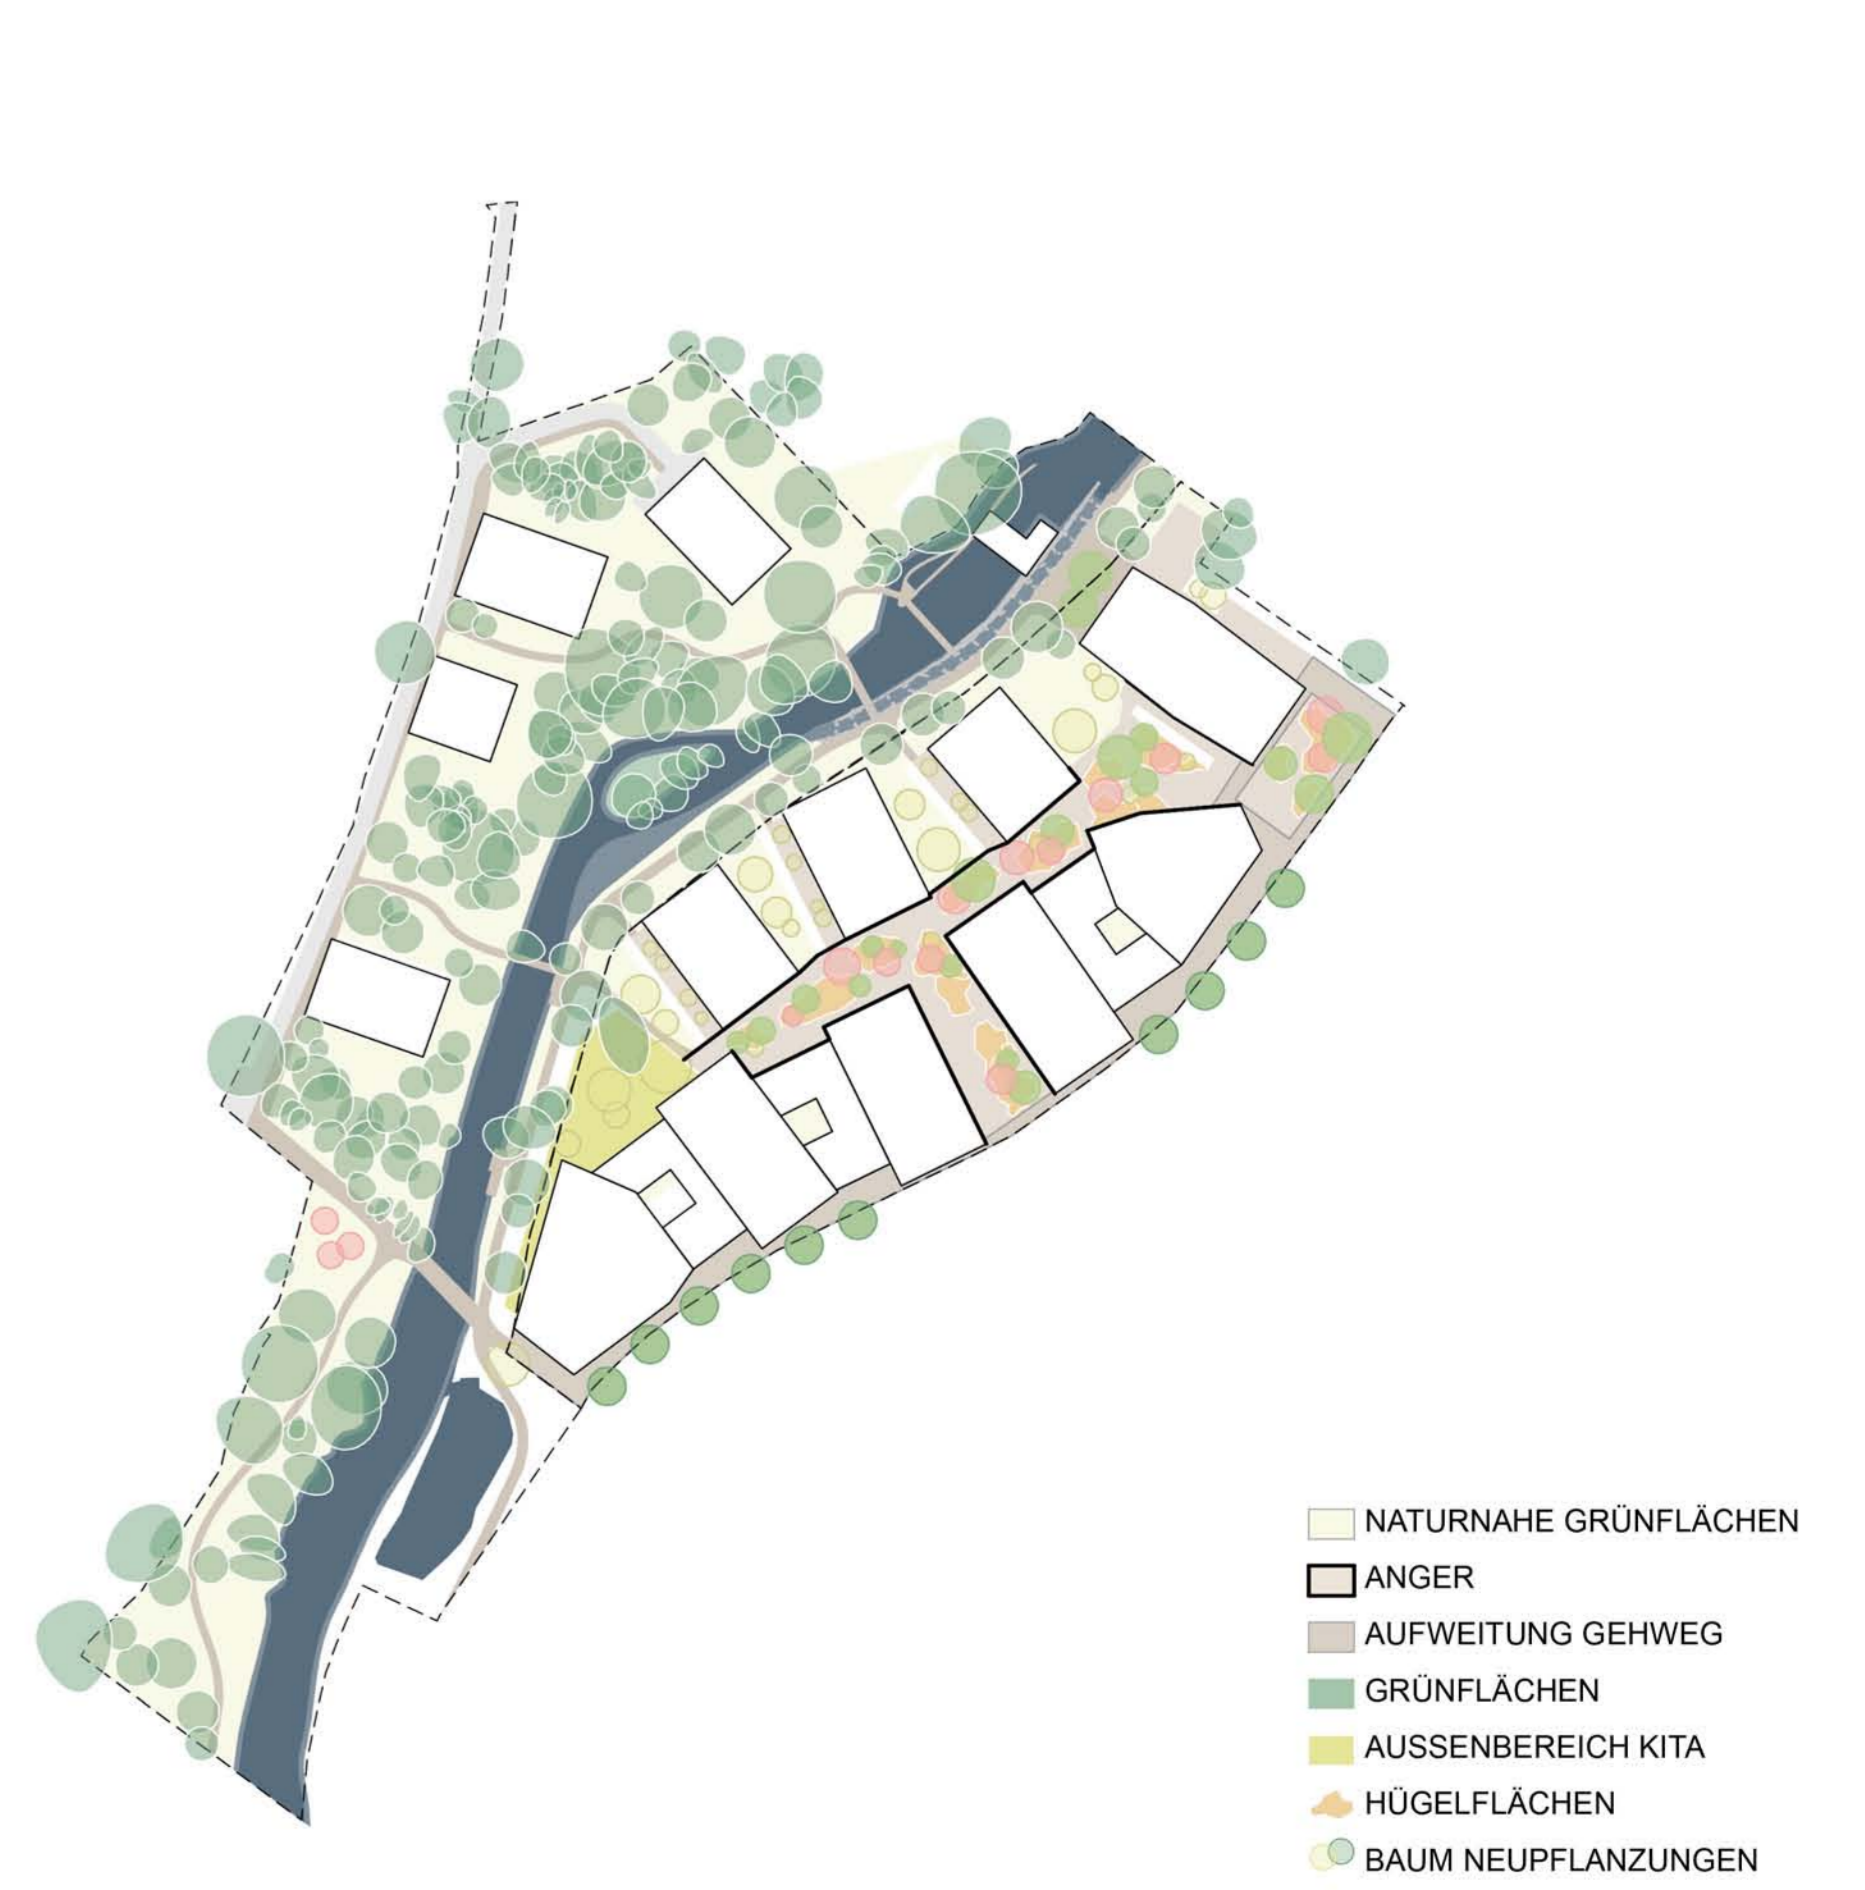 NATURNAHE GRÜNFLÄCHEN
ANGER
AUFWEITUNG GEHWEG
GRÜNFLÄCHEN
AUSSENBEREICH KITA
HÜGELFLÄCHEN
BAUM NEUPFLANZUNGEN